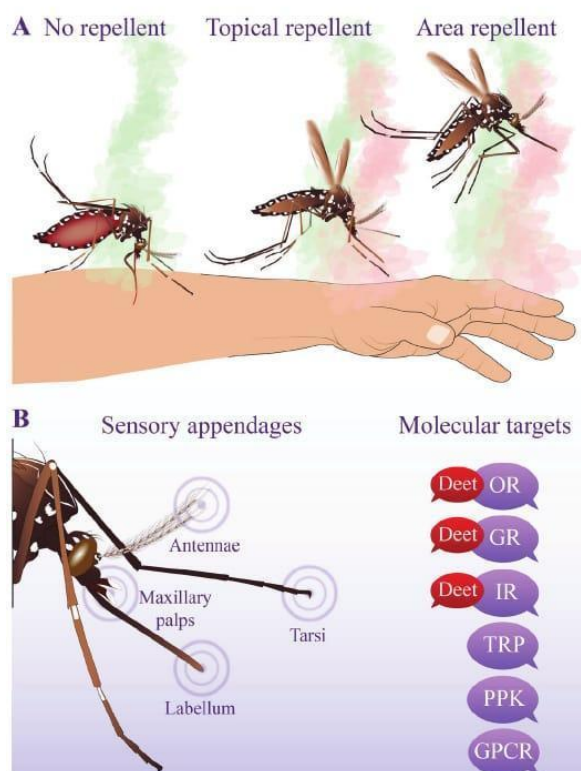 A No repellent Topical repellent Area repellent
B Sensory appendages Molecular targets
Antennae
Maxillary
palps
Tarsi
Labellum
Deet OR
Deet GR
Deet IR
TRP
PPK
GPCR